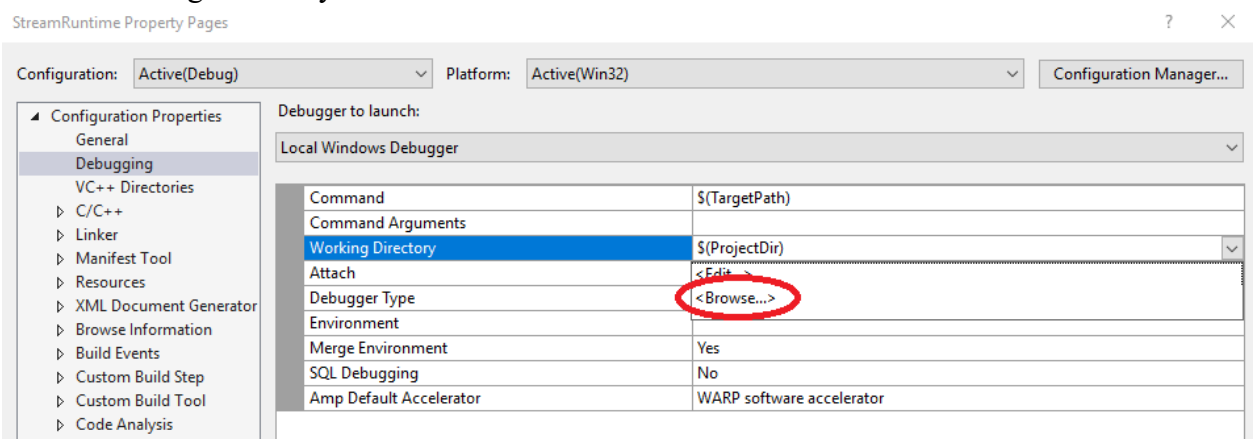 StreamRuntime Property Pages ? ×
Configuration: Active(Debug) Platform: Active(Win32) Configuration Manager...
Configuration Properties
General
Debugging
VC++ Directories
C/C++
Linker
Manifest Tool
Resources
XML Document Generator
Browse Information
Build Events
Custom Build Step
Custom Build Tool
Code Analysis
Debugger to launch:
Local Windows Debugger
Command $(TargetPath)
Command Arguments
Working Directory $(ProjectDir)
Attach <Edit...>
Debugger Type <Browse...>
Environment
Merge Environment Yes
SQL Debugging No
Amp Default Accelerator WARP software accelerator